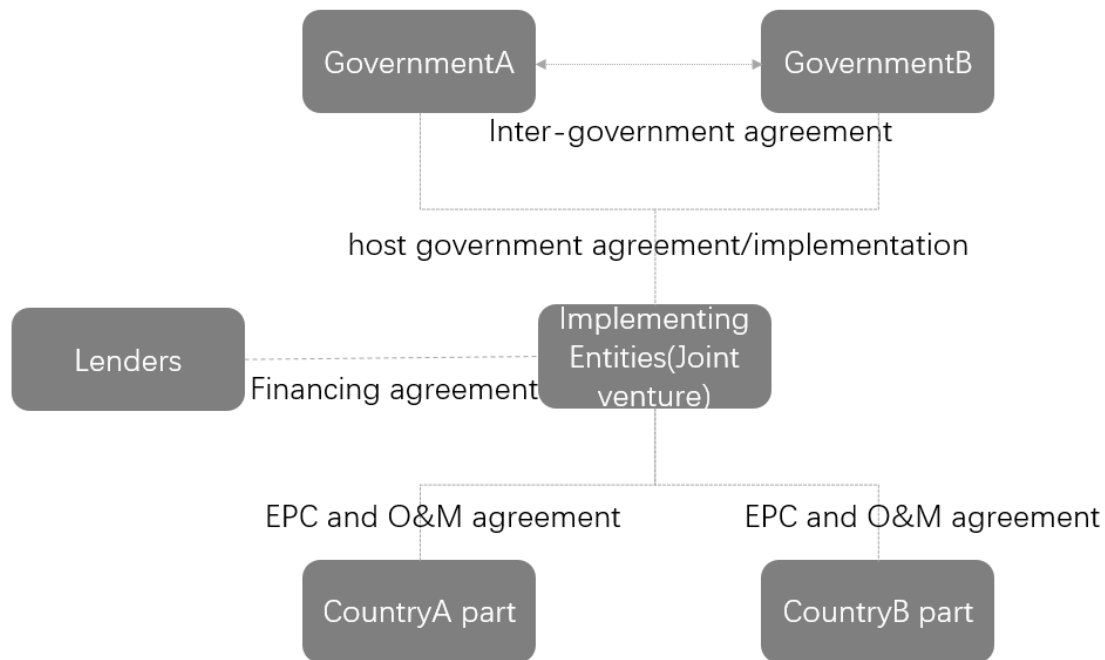 GovernmentA
GovernmentB
Inter-government agreement
host government agreement/implementation
Lenders
Financing agreement
Implementing
Entities(Joint
venture)
EPC and O&M agreement
EPC and O&M agreement
CountryA part
CountryB part